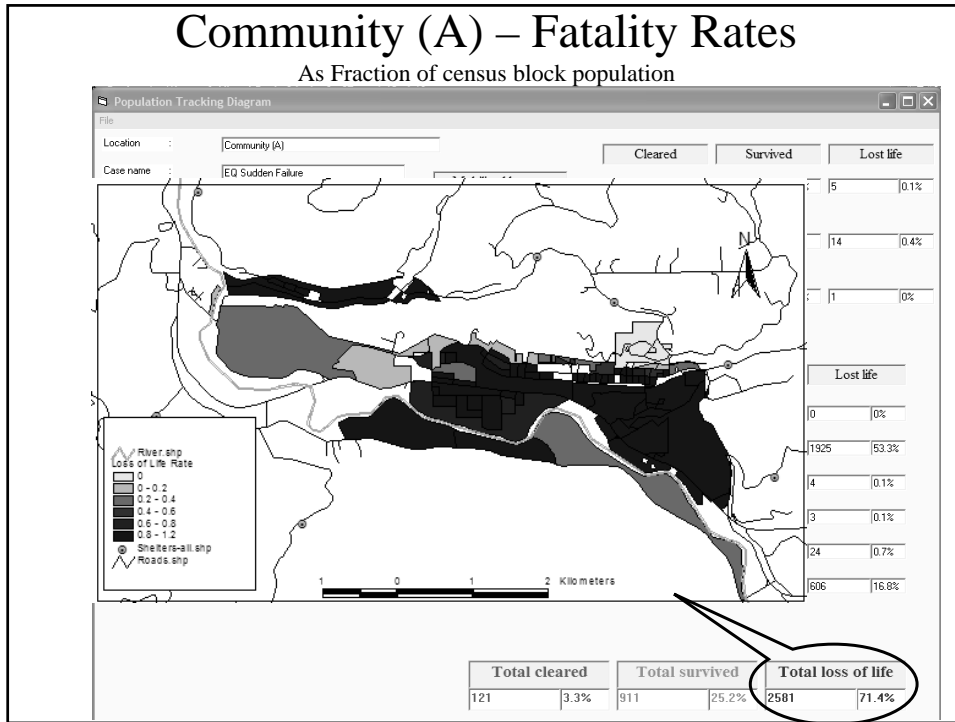 Community (A) – Fatality Rates
As Fraction of census block population
Population Tracking Diagram
File
Location : Community (A)
Cleared Survived Lost life
Case name : EQ Sudden Failure
5 0.1%
N
14 0.4%
1 0%
Lost life
0 0%
1925 53.3%
4 0.1%
3 0.1%
24 0.7%
606 16.8%
River.shp
Loss of Life Rate
0
0 - 0.2
0.2 - 0.4
0.4 - 0.6
0.6 - 0.8
0.8 - 1.2
Shelters-all.shp
Roads.shp
1 0 1 2 Kilometers
Total cleared Total survived Total loss of life
121 3.3% 911 25.2% 2581 71.4%